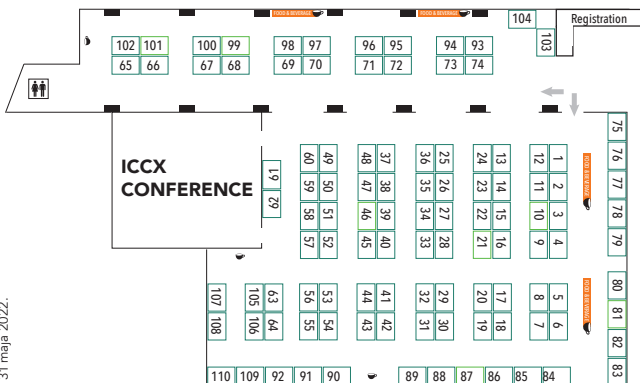 FOOD & BEVERAGE
FOOD & BEVERAGE
104
Registration
103
102 101 100 99 98 97 96 95 94 93
65 66 67 68 69 70 71 72 73 74
ICCX
CONFERENCE
61
62
60 49 48 37 36 25 24 13 12 1
59 50 47 38 35 26 23 14 11 2
58 51 46 39 34 27 22 15 10 3
57 52 45 40 33 28 21 16 9 4
FOOD & BEVERAGE
75
76
77
78
79
107 105 63 56 53 44 41 32 29 20 17 8 5
108 106 64 55 54 43 42 31 30 19 18 7 6
FOOD & BEVERAGE
80
81
82
83
110 109 92 91 90 89 88 87 86 85 84
31 maja 2022.